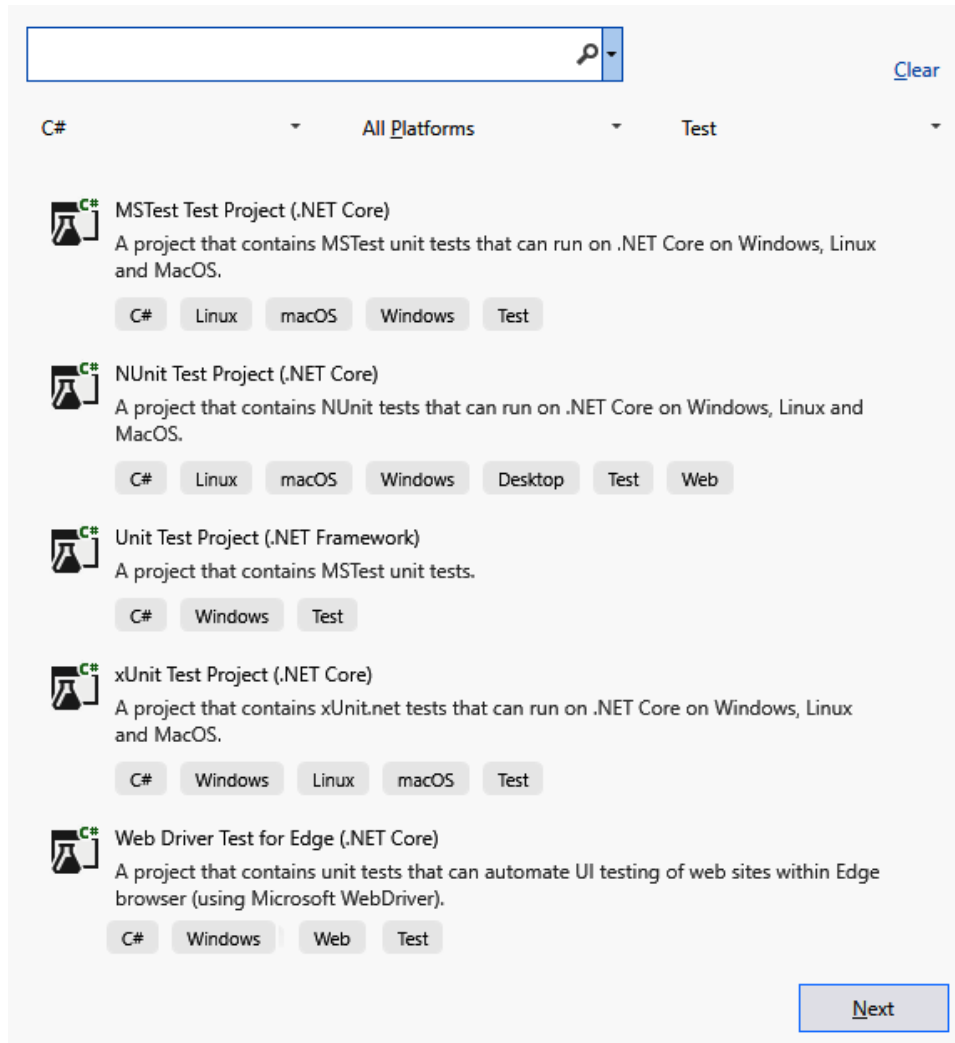 Clear
C# All Platforms Test
C#
MSTest Test Project (.NET Core)
A project that contains MSTest unit tests that can run on .NET Core on Windows, Linux
and MacOS.
C# Linux macOS Windows Test
C#
NUnit Test Project (.NET Core)
A project that contains NUnit tests that can run on .NET Core on Windows, Linux and
MacOS.
C# Linux macOS Windows Desktop Test Web
C#
Unit Test Project (.NET Framework)
A project that contains MSTest unit tests.
C# Windows Test
C#
xUnit Test Project (.NET Core)
A project that contains xUnit.net tests that can run on .NET Core on Windows, Linux
and MacOS.
C# Windows Linux macOS Test
C#
Web Driver Test for Edge (.NET Core)
A project that contains unit tests that can automate UI testing of web sites within Edge
browser (using Microsoft WebDriver).
C# Windows Web Test
Next